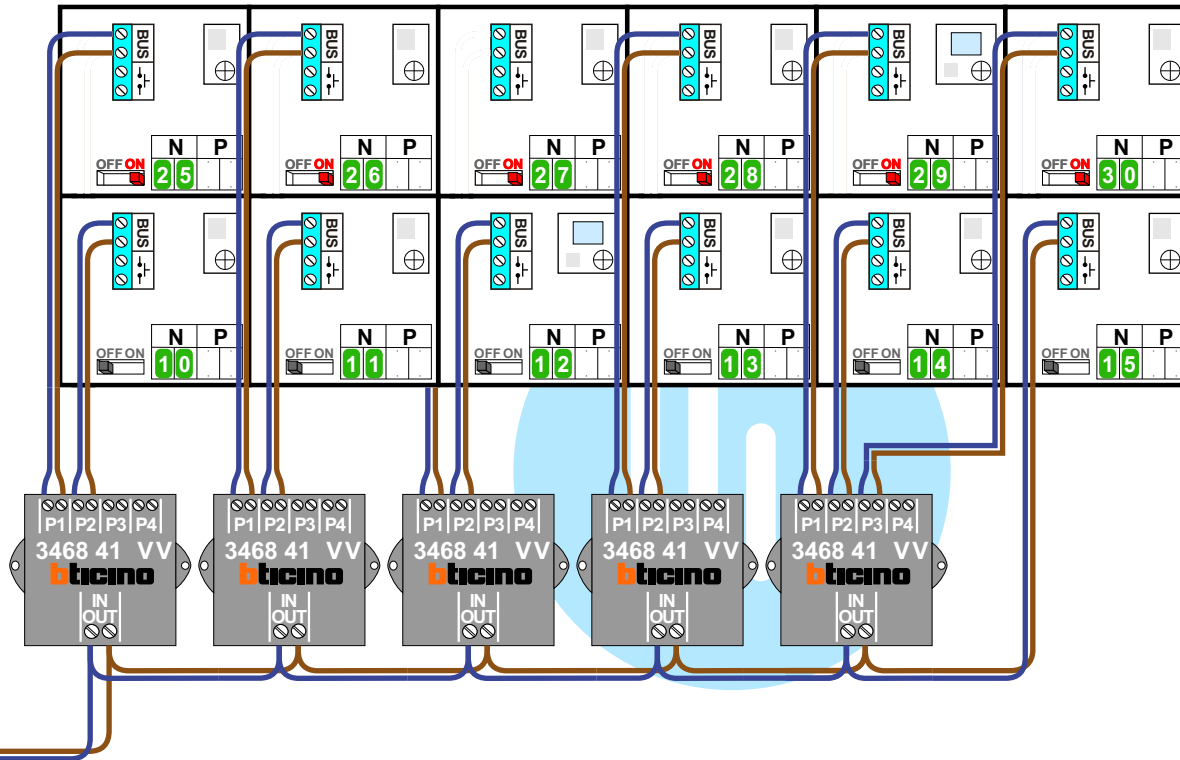 BUS BUS BUS BUS BUS BUS
N P N P N P N P N P N
OFF ON 25 OFF ON 26 OFF ON 27 OFF ON 28 OFF ON 29 OFF ON 30
BUS BUS BUS BUS BUS BUS
N P N P N P N P N P N P
OFF ON 10 OFF ON 11 OFF ON 12 OFF ON 13 OFF ON 14 OFF ON 15
P1 P2 P3 P4 P1 P2 P3 P4 P1 P2 P3 P4 P1 P2 P3 P4 P1 P2 P3 P4
3468 41 VV 3468 41 VV 3468 41 VV 3468 41 VV 3468 41 VV
bticino bticino bticino bticino bticino
IN IN IN IN IN
OUT OUT OUT OUT OUT